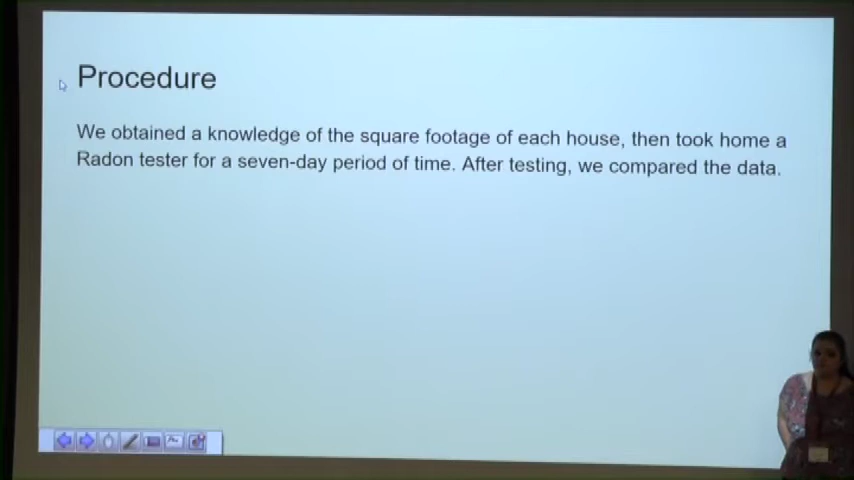 Procedure
We obtained a knowledge of the square footage of each house, then took home a
Radon tester for a seven-day period of time. After testing, we compared the data.